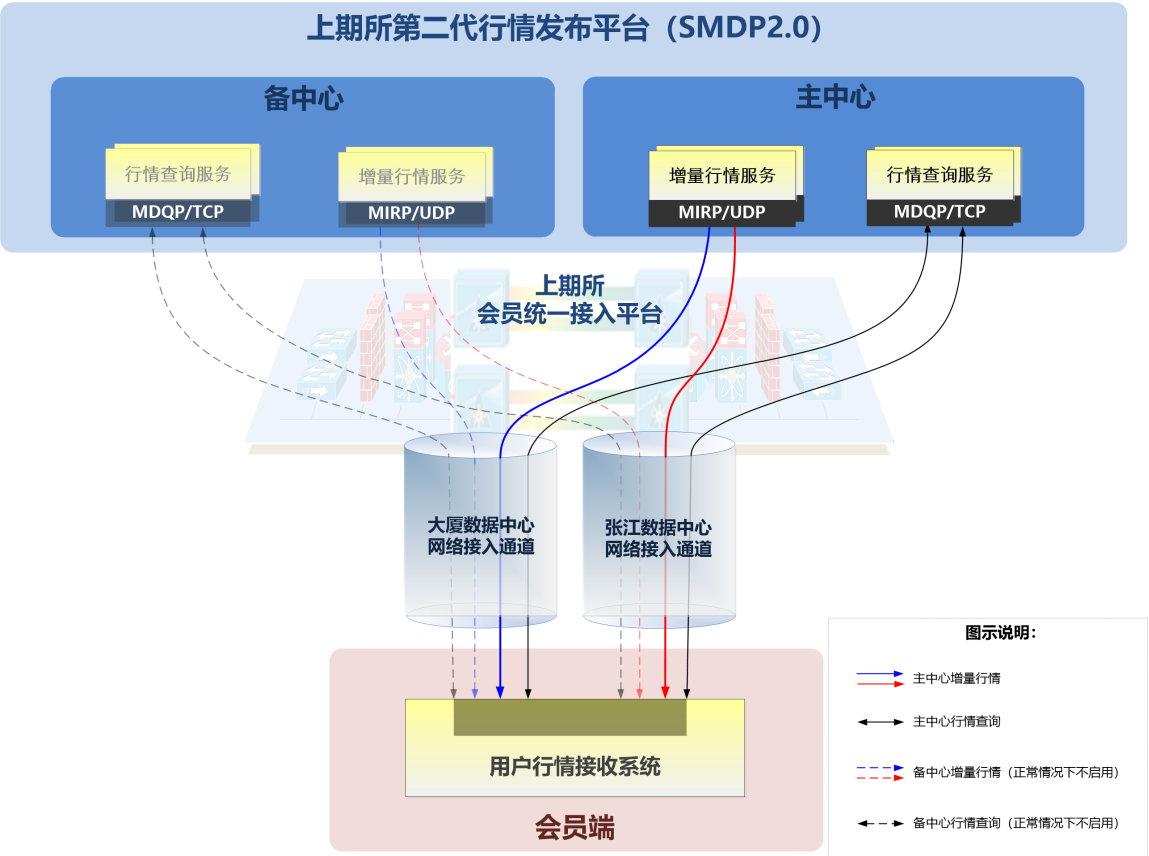 上期所第二代行情发布平台（SMDP2.0）
备中心
主中心
行情查询服务
MDQP/TCP
增量行情服务
MIRP/UDP
增量行情服务
MIRP/UDP
行情查询服务
MDQP/TCP
上期所
会员统一接入平台
大厦数据中心
网络接入通道
张江数据中心
网络接入通道
用户行情接收系统
会员端
图示说明：
主中心增量行情
主中心行情查询
备中心增量行情（正常情况下不启用）
备中心行情查询（正常情况下不启用）